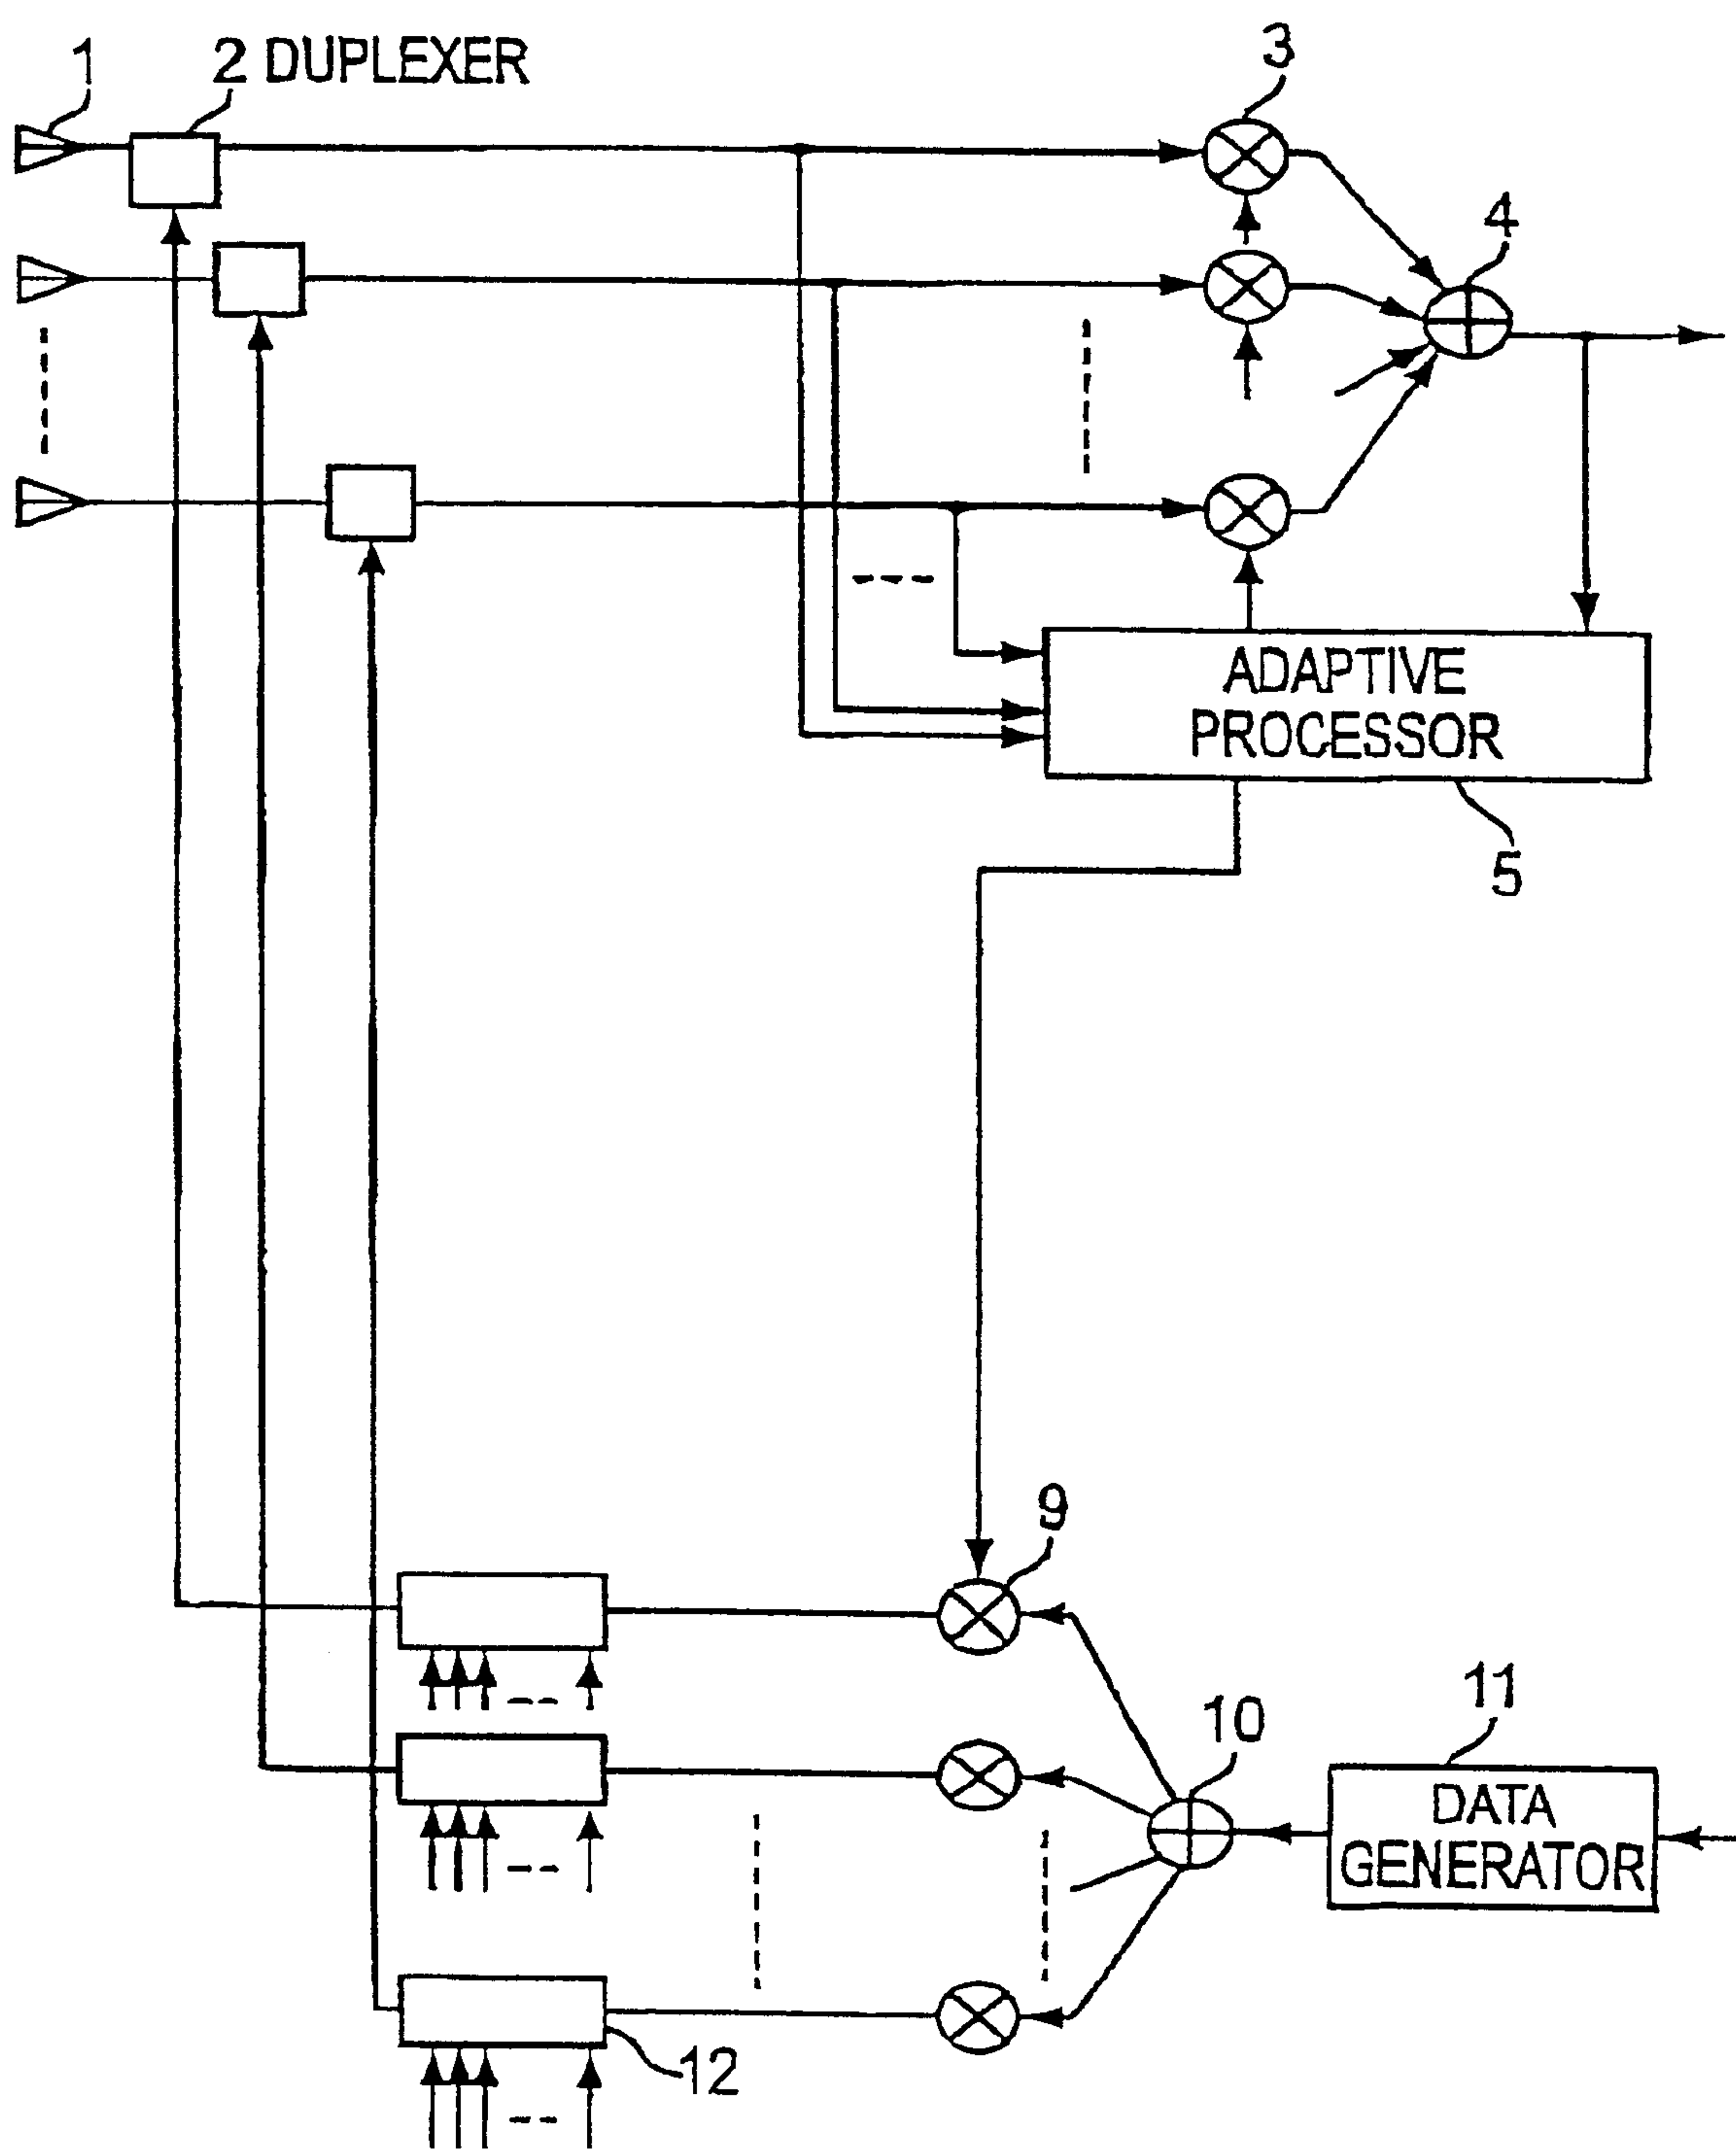 1
2 DUPLEXER
3
4
ADAPTIVE
PROCESSOR
5
9
10
11
DATA
GENERATOR
12